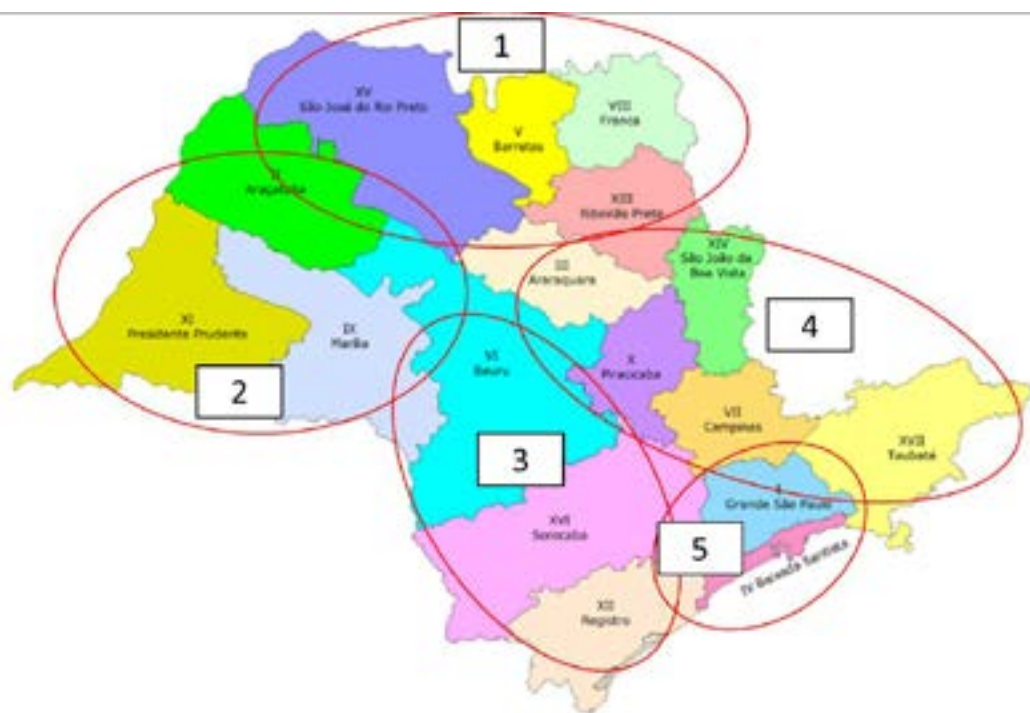 1
XV
São José do Rio Preto
V
Barretos
VIII
Franca
II
Araçatuba
XIII
Ribeirão Preto
XIV
São João da
Boa Vista
III
Araraquara
4
XI
Presidente Prudente
IX
Marília
VI
Bauru
X
Piracicaba
2
VII
Campinas
XVII
Taubaté
3
I
Grande São Paulo
XVI
Sorocaba
5
IV Baixada Santista
XII
Registro